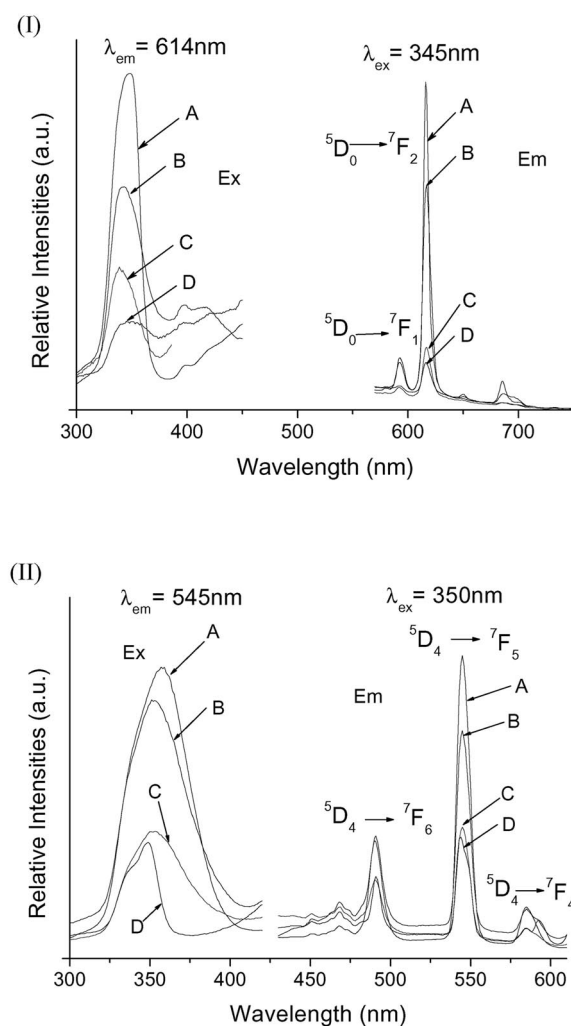 (I)
λem = 614nm
λex = 345nm
A
B
Ex
C
D
5D0 → 7F2
A
B
Em
5D0 → 7F1
C
D
Relative Intensities (a.u.)
300 400 500 600 700
Wavelength (nm)
(II)
λem = 545nm
λex = 350nm
Ex
A
B
C
D
Em
5D4 → 7F5
A
B
C
D
5D4 → 7F6
5D4 → 7F4
Relative Intensities (a.u.)
300 350 400 450 500 550 600
Wavelength (nm)